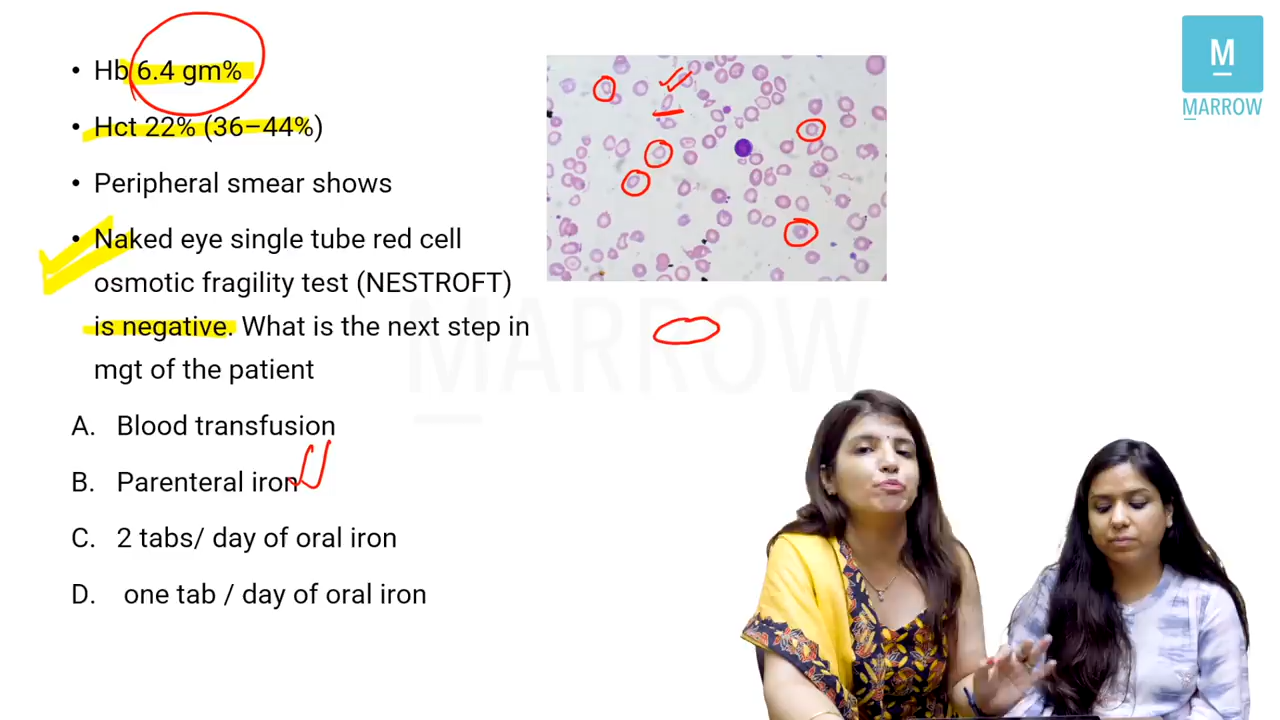 • Hb 6.4 gm%
• Hct 22% (36–44%)
• Peripheral smear shows
• Naked eye single tube red cell
osmotic fragility test (NESTROFT)
is negative. What is the next step in
mgt of the patient
A. Blood transfusion
B. Parenteral iron
C. 2 tabs/ day of oral iron
D. one tab / day of oral iron
M
MARROW
MARROW